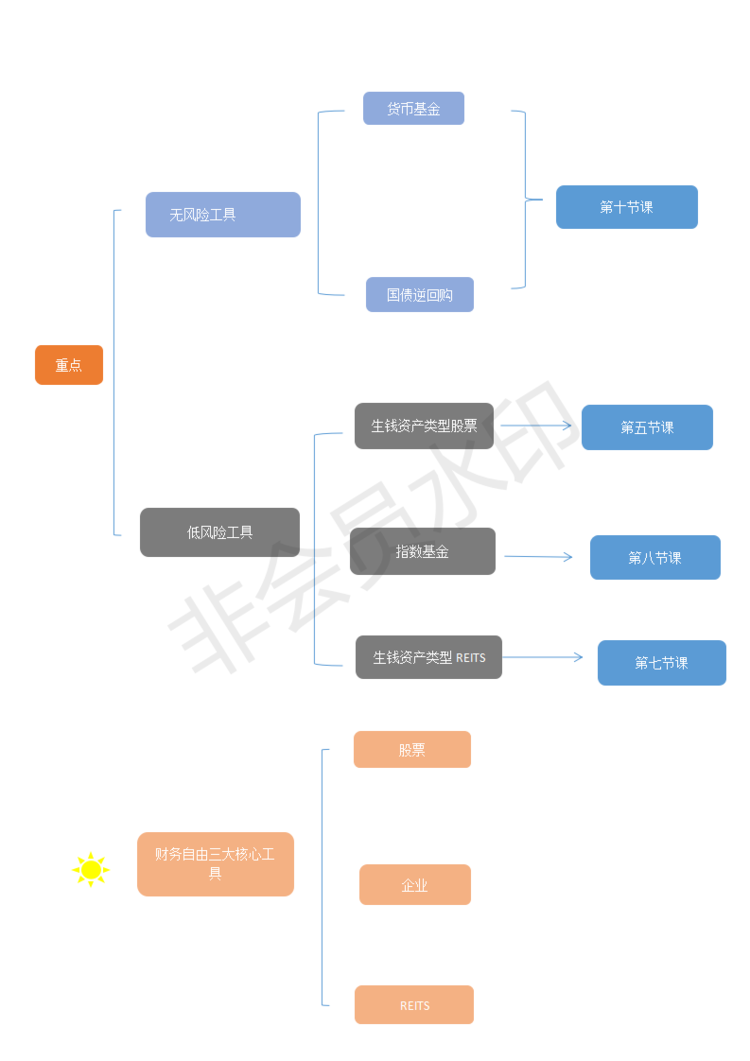 货币基金
无风险工具
第十节课
国债逆回购
重点
生钱资产类型股票
第五节课
低风险工具
指数基金
第八节课
生钱资产类型 REITS
第七节课
非会员水印
股票
财务自由三大核心工
具
企业
REITS